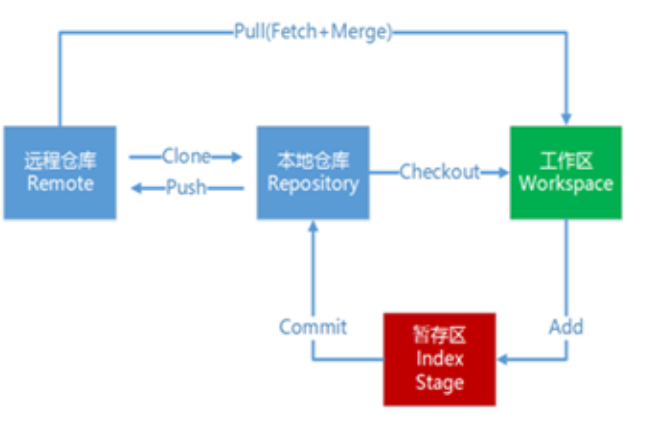 Pull(Fetch+Merge)
远程仓库
Remote
Clone
Push
本地仓库
Repository
Checkout
工作区
Workspace
Commit
暂存区
Index
Stage
Add